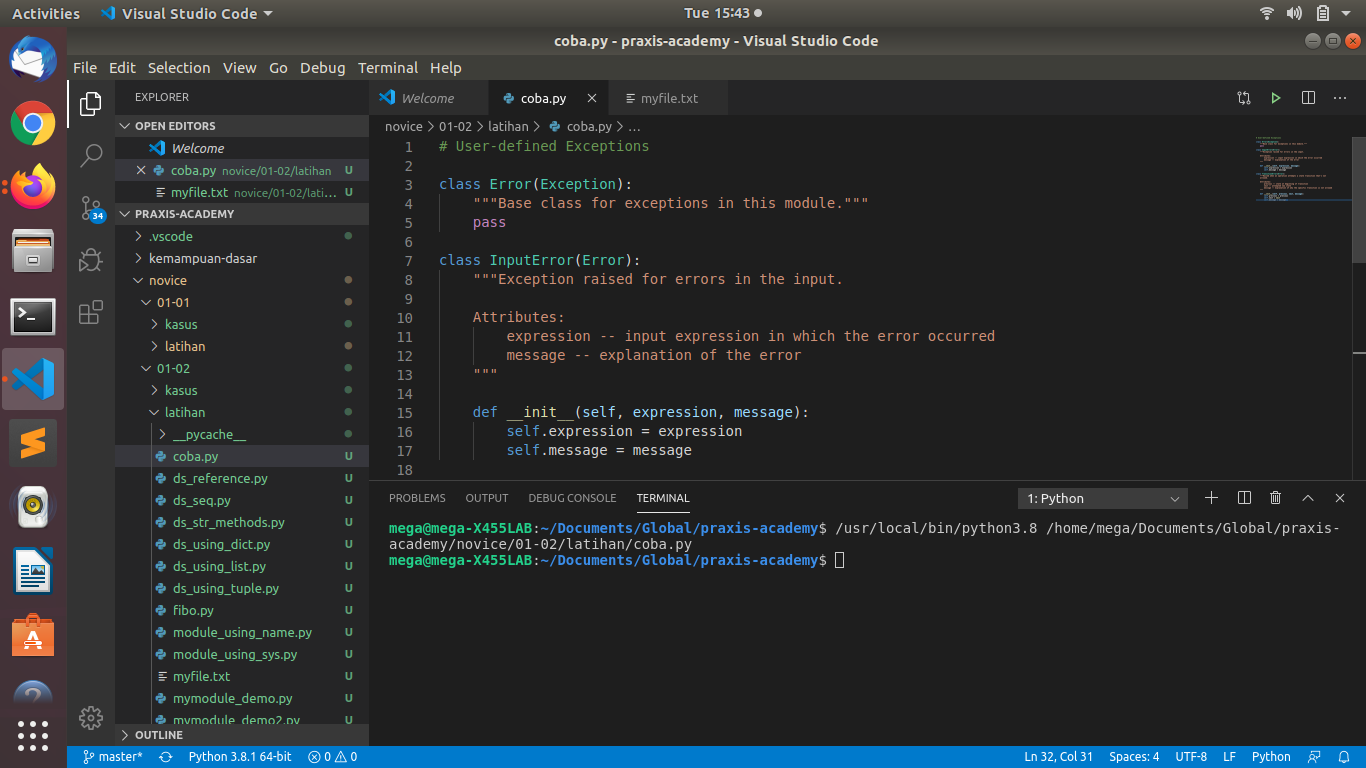 Activities
Visual Studio Code
Tue 15:43
coba.py - praxis-academy - Visual Studio Code
File Edit Selection View Go Debug Terminal Help
EXPLORER
OPEN EDITORS
Welcome
coba.py novice/01-02/latihan U
myfile.txt novice/01-02/lati... U
PRAXIS-ACADEMY
.vscode
kemampuan-dasar
novice
01-01
kasus
latihan
01-02
kasus
latihan
__pycache__
coba.py U
ds_reference.py U
ds_seq.py U
ds_str_methods.py U
ds_using_dict.py U
ds_using_list.py U
ds_using_tuple.py U
fibo.py U
module_using_name.py U
module_using_sys.py U
myfile.txt U
mymodule_demo.py U
mymodule_demo2.py U
OUTLINE
34
Welcome coba.py myfile.txt
novice > 01-02 > latihan > coba.py > ...
1 # User-defined Exceptions
2
3 class Error(Exception):
4 """Base class for exceptions in this module."""
5 pass
6
7 class InputError(Error):
8 """Exception raised for errors in the input.
9
10 Attributes:
11 expression -- input expression in which the error occurred
12 message -- explanation of the error
13 """
14
15 def __init__(self, expression, message):
16 self.expression = expression
17 self.message = message
18
PROBLEMS OUTPUT DEBUG CONSOLE TERMINAL
1: Python
mega@mega-X455LAB:~/Documents/Global/praxis-academy$ /usr/local/bin/python3.8 /home/mega/Documents/Global/praxis-
academy/novice/01-02/latihan/coba.py
mega@mega-X455LAB:~/Documents/Global/praxis-academy$
master* Python 3.8.1 64-bit 0 0
Ln 32, Col 31 Spaces: 4 UTF-8 LF Python